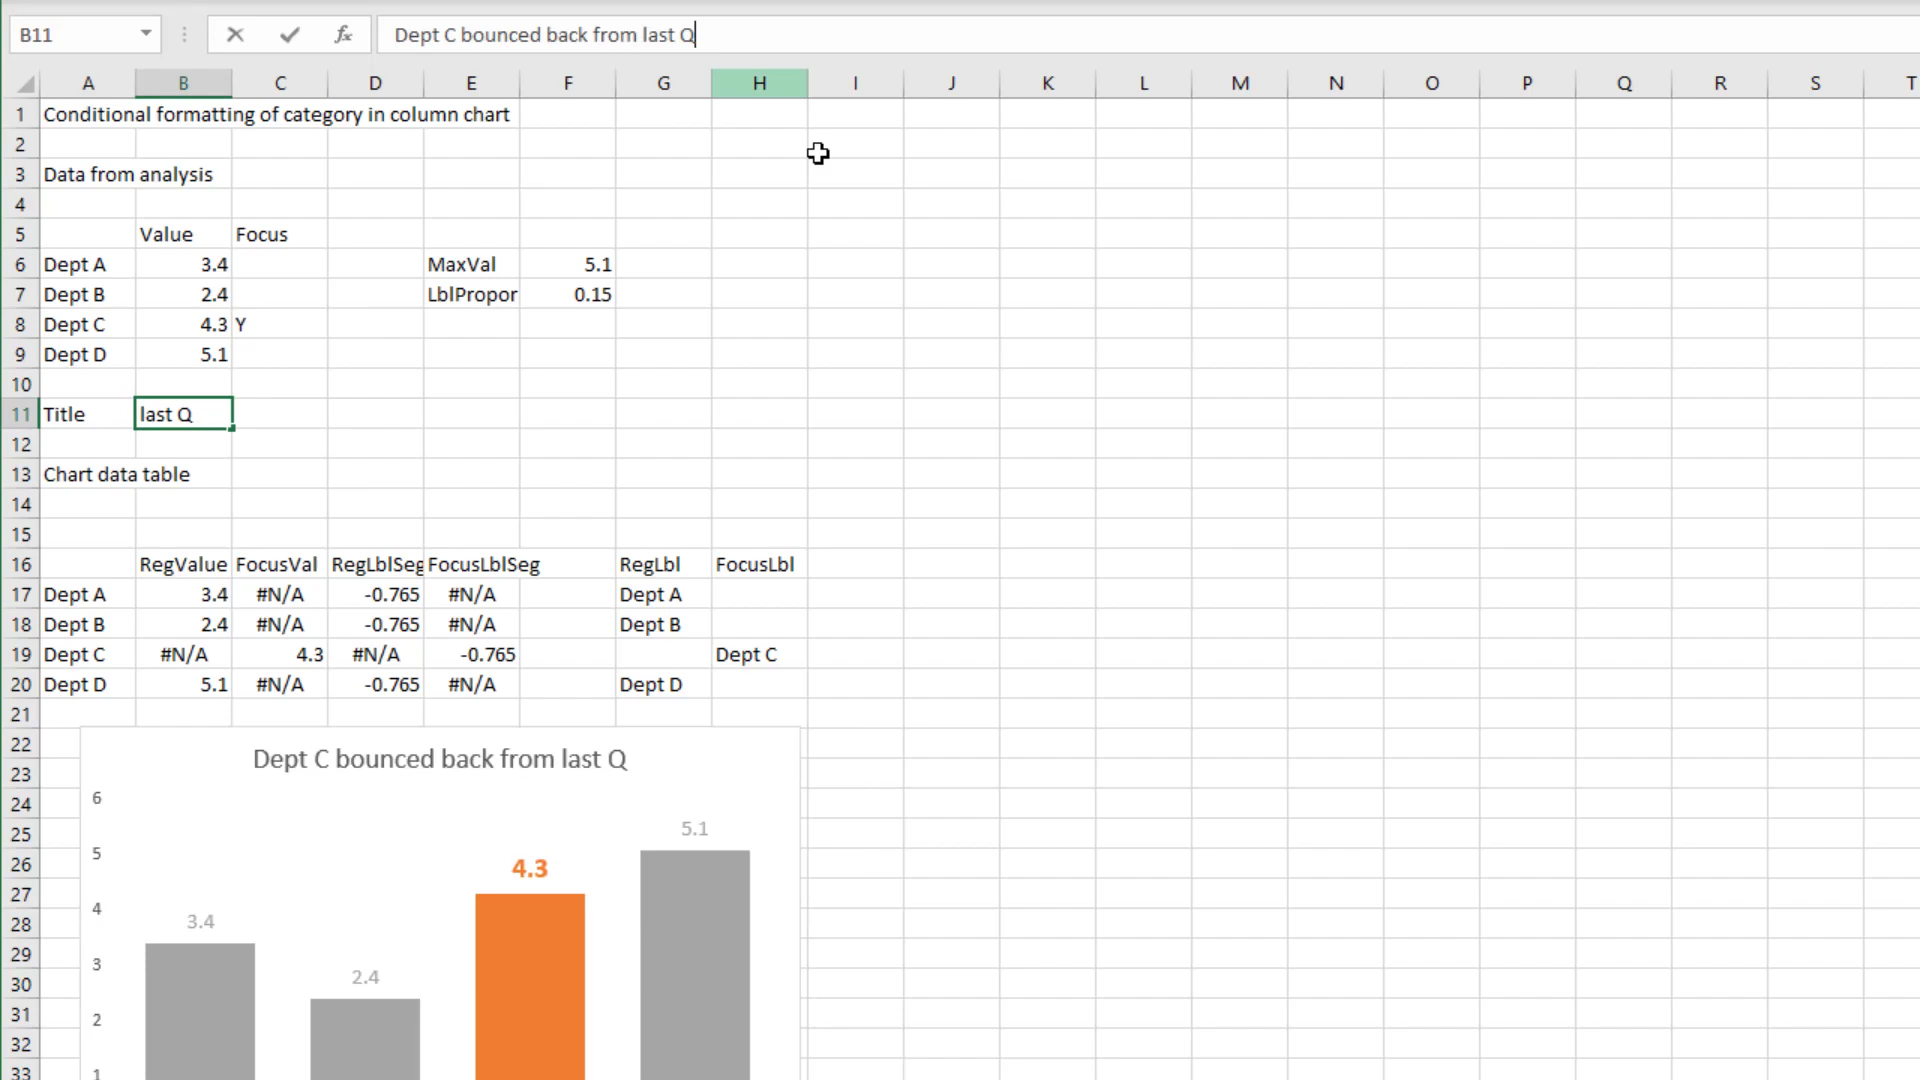 B11 fx Dept C bounced back from last Q
A B C D E F G H I J K L M N O P Q R S T
1 Conditional formatting of category in column chart
2
3 Data from analysis
4
5 Value Focus
6 Dept A 3.4 MaxVal 5.1
7 Dept B 2.4 LblPropor 0.15
8 Dept C 4.3 Y
9 Dept D 5.1
10
11 Title last Q
12
13 Chart data table
14
15
16 RegValue FocusVal RegLblSeg FocusLblSeg RegLbl FocusLbl
17 Dept A 3.4 #N/A -0.765 #N/A Dept A
18 Dept B 2.4 #N/A -0.765 #N/A Dept B
19 Dept C #N/A 4.3 #N/A -0.765 Dept C
20 Dept D 5.1 #N/A -0.765 #N/A Dept D
21
22 Dept C bounced back from last Q
23
24 6
25 5.1
26 5 4.3
27
28 4 3.4
29
30 3 2.4
31
32 2
33 1